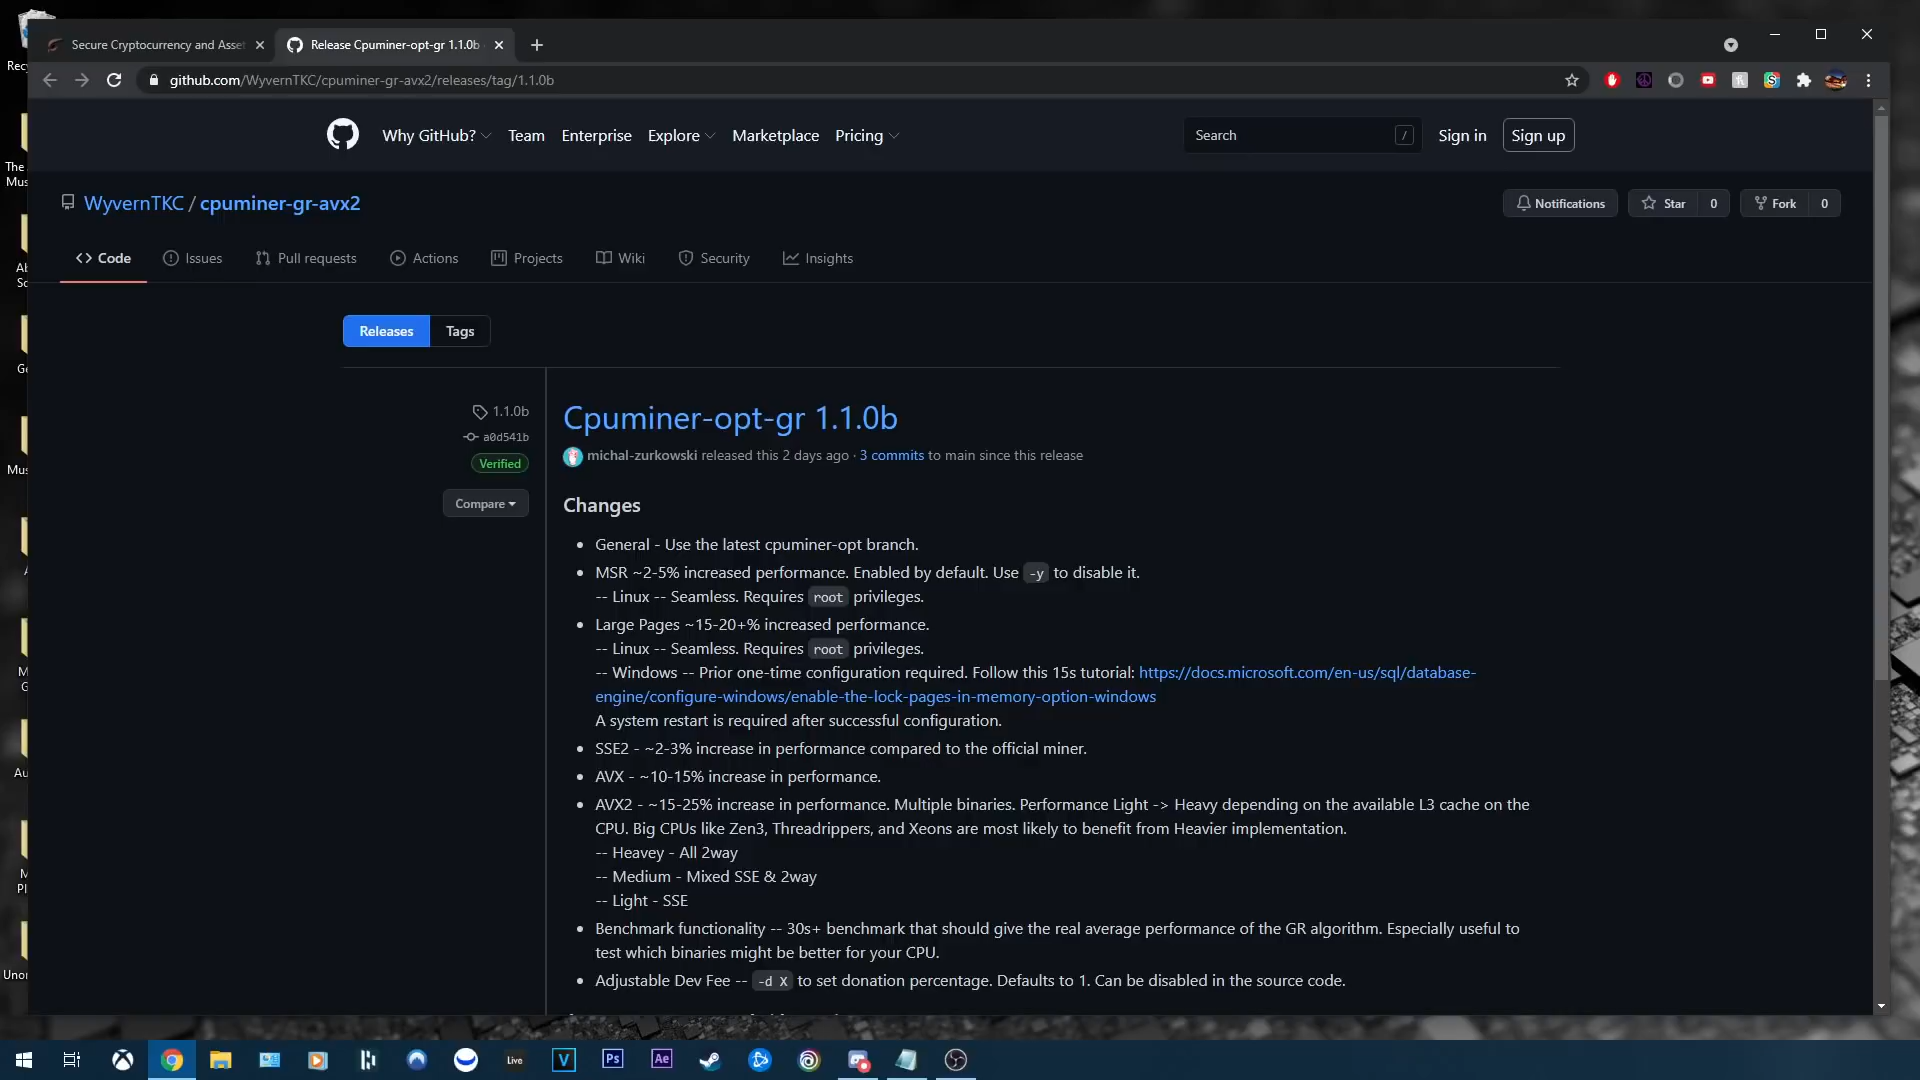 Secure Cryptocurrency and Asset
Release Cpuminer-opt-gr 1.1.0b
github.com/WyvernTKC/cpuminer-gr-avx2/releases/tag/1.1.0b
Why GitHub? Team Enterprise Explore Marketplace Pricing
Search /
Sign in Sign up
WyvernTKC / cpuminer-gr-avx2
Notifications Star 0 Fork 0
Code Issues Pull requests Actions Projects Wiki Security Insights
Releases Tags
1.1.0b
a0d541b
Verified
Compare
Cpuminer-opt-gr 1.1.0b
michal-zurkowski released this 2 days ago · 3 commits to main since this release
Changes
General - Use the latest cpuminer-opt branch.
MSR ~2-5% increased performance. Enabled by default. Use -y to disable it.
-- Linux -- Seamless. Requires root privileges.
Large Pages ~15-20+% increased performance.
-- Linux -- Seamless. Requires root privileges.
-- Windows -- Prior one-time configuration required. Follow this 15s tutorial: https://docs.microsoft.com/en-us/sql/database-
engine/configure-windows/enable-the-lock-pages-in-memory-option-windows
A system restart is required after successful configuration.
SSE2 - ~2-3% increase in performance compared to the official miner.
AVX - ~10-15% increase in performance.
AVX2 - ~15-25% increase in performance. Multiple binaries. Performance Light -> Heavy depending on the available L3 cache on the
CPU. Big CPUs like Zen3, Threadrippers, and Xeons are most likely to benefit from Heavier implementation.
-- Heavey - All 2way
-- Medium - Mixed SSE & 2way
-- Light - SSE
Benchmark functionality -- 30s+ benchmark that should give the real average performance of the GR algorithm. Especially useful to
test which binaries might be better for your CPU.
Adjustable Dev Fee -- -d X to set donation percentage. Defaults to 1. Can be disabled in the source code.
Live V Ps Ae